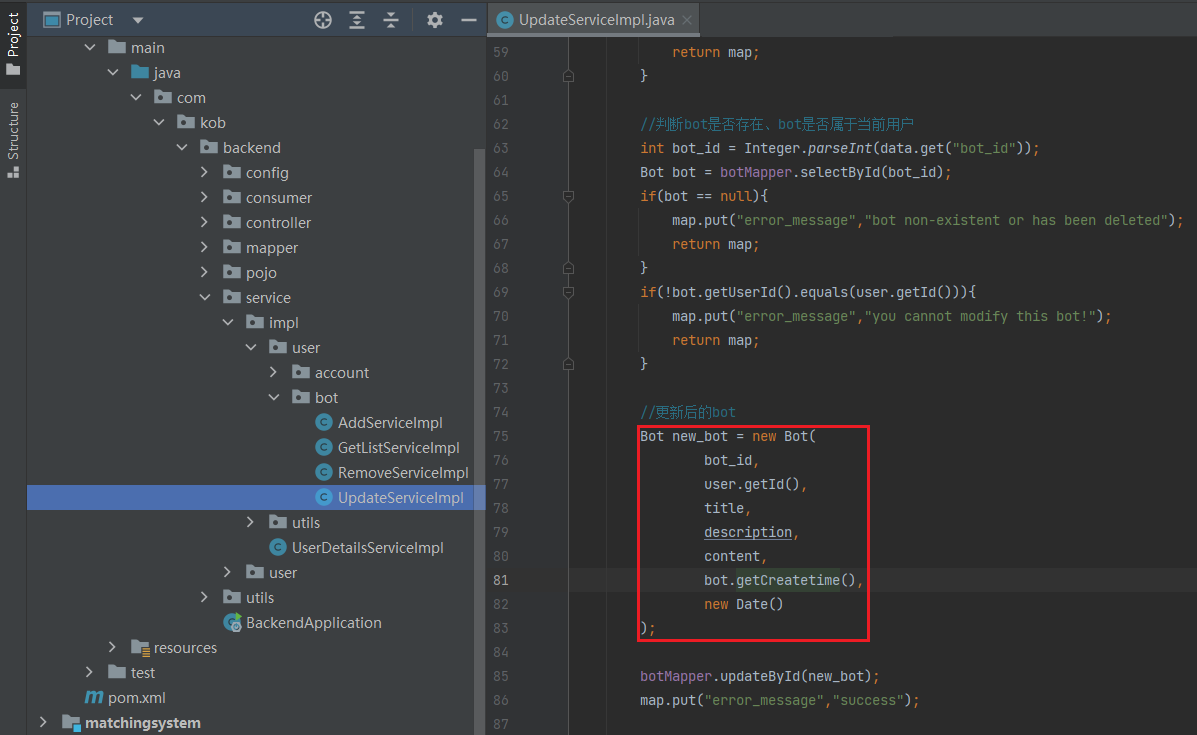 Project
Structure
Project
main
java
com
kob
backend
config
consumer
controller
mapper
pojo
service
impl
user
account
bot
AddServiceImpl
GetListServiceImpl
RemoveServiceImpl
UpdateServiceImpl
utils
UserDetailsServiceImpl
user
utils
BackendApplication
resources
test
pom.xml
matchingsystem
UpdateServiceImpl.java
59 return map;
60 }
61
62 //判断bot是否存在、bot是否属于当前用户
63 int bot_id = Integer.parseInt(data.get("bot_id"));
64 Bot bot = botMapper.selectById(bot_id);
65 if(bot == null){
66 map.put("error_message","bot non-existent or has been deleted");
67 return map;
68 }
69 if(!bot.getUserId().equals(user.getId())){
70 map.put("error_message","you cannot modify this bot!");
71 return map;
72 }
73
74 //更新后的bot
75 Bot new_bot = new Bot(
76 bot_id,
77 user.getId(),
78 title,
79 description,
80 content,
81 bot.getCreatetime(),
82 new Date()
83 );
84
85 botMapper.updateById(new_bot);
86 map.put("error_message","success");
87